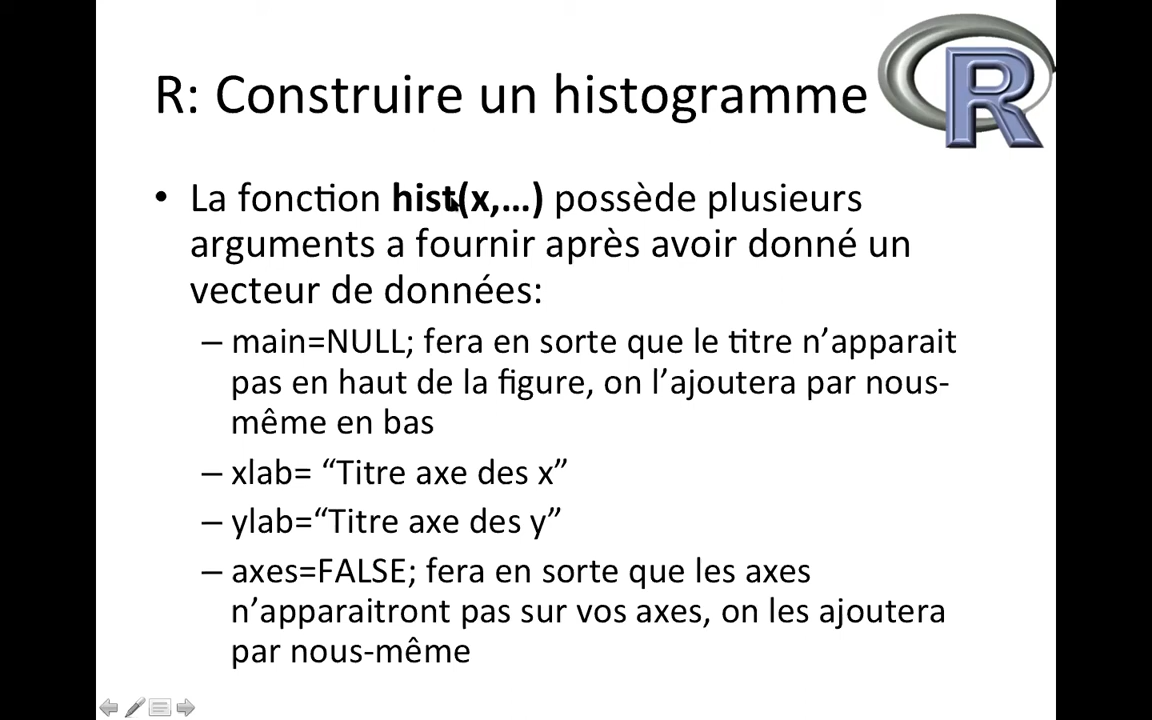 R: Construire un histogramme
R
• La fonction hist(x,…) possède plusieurs
arguments a fournir après avoir donné un
vecteur de données:
– main=NULL; fera en sorte que le titre n’apparait
pas en haut de la figure, on l’ajoutera par nous-
même en bas
– xlab= “Titre axe des x”
– ylab=“Titre axe des y”
– axes=FALSE; fera en sorte que les axes
n’apparaitront pas sur vos axes, on les ajoutera
par nous-même